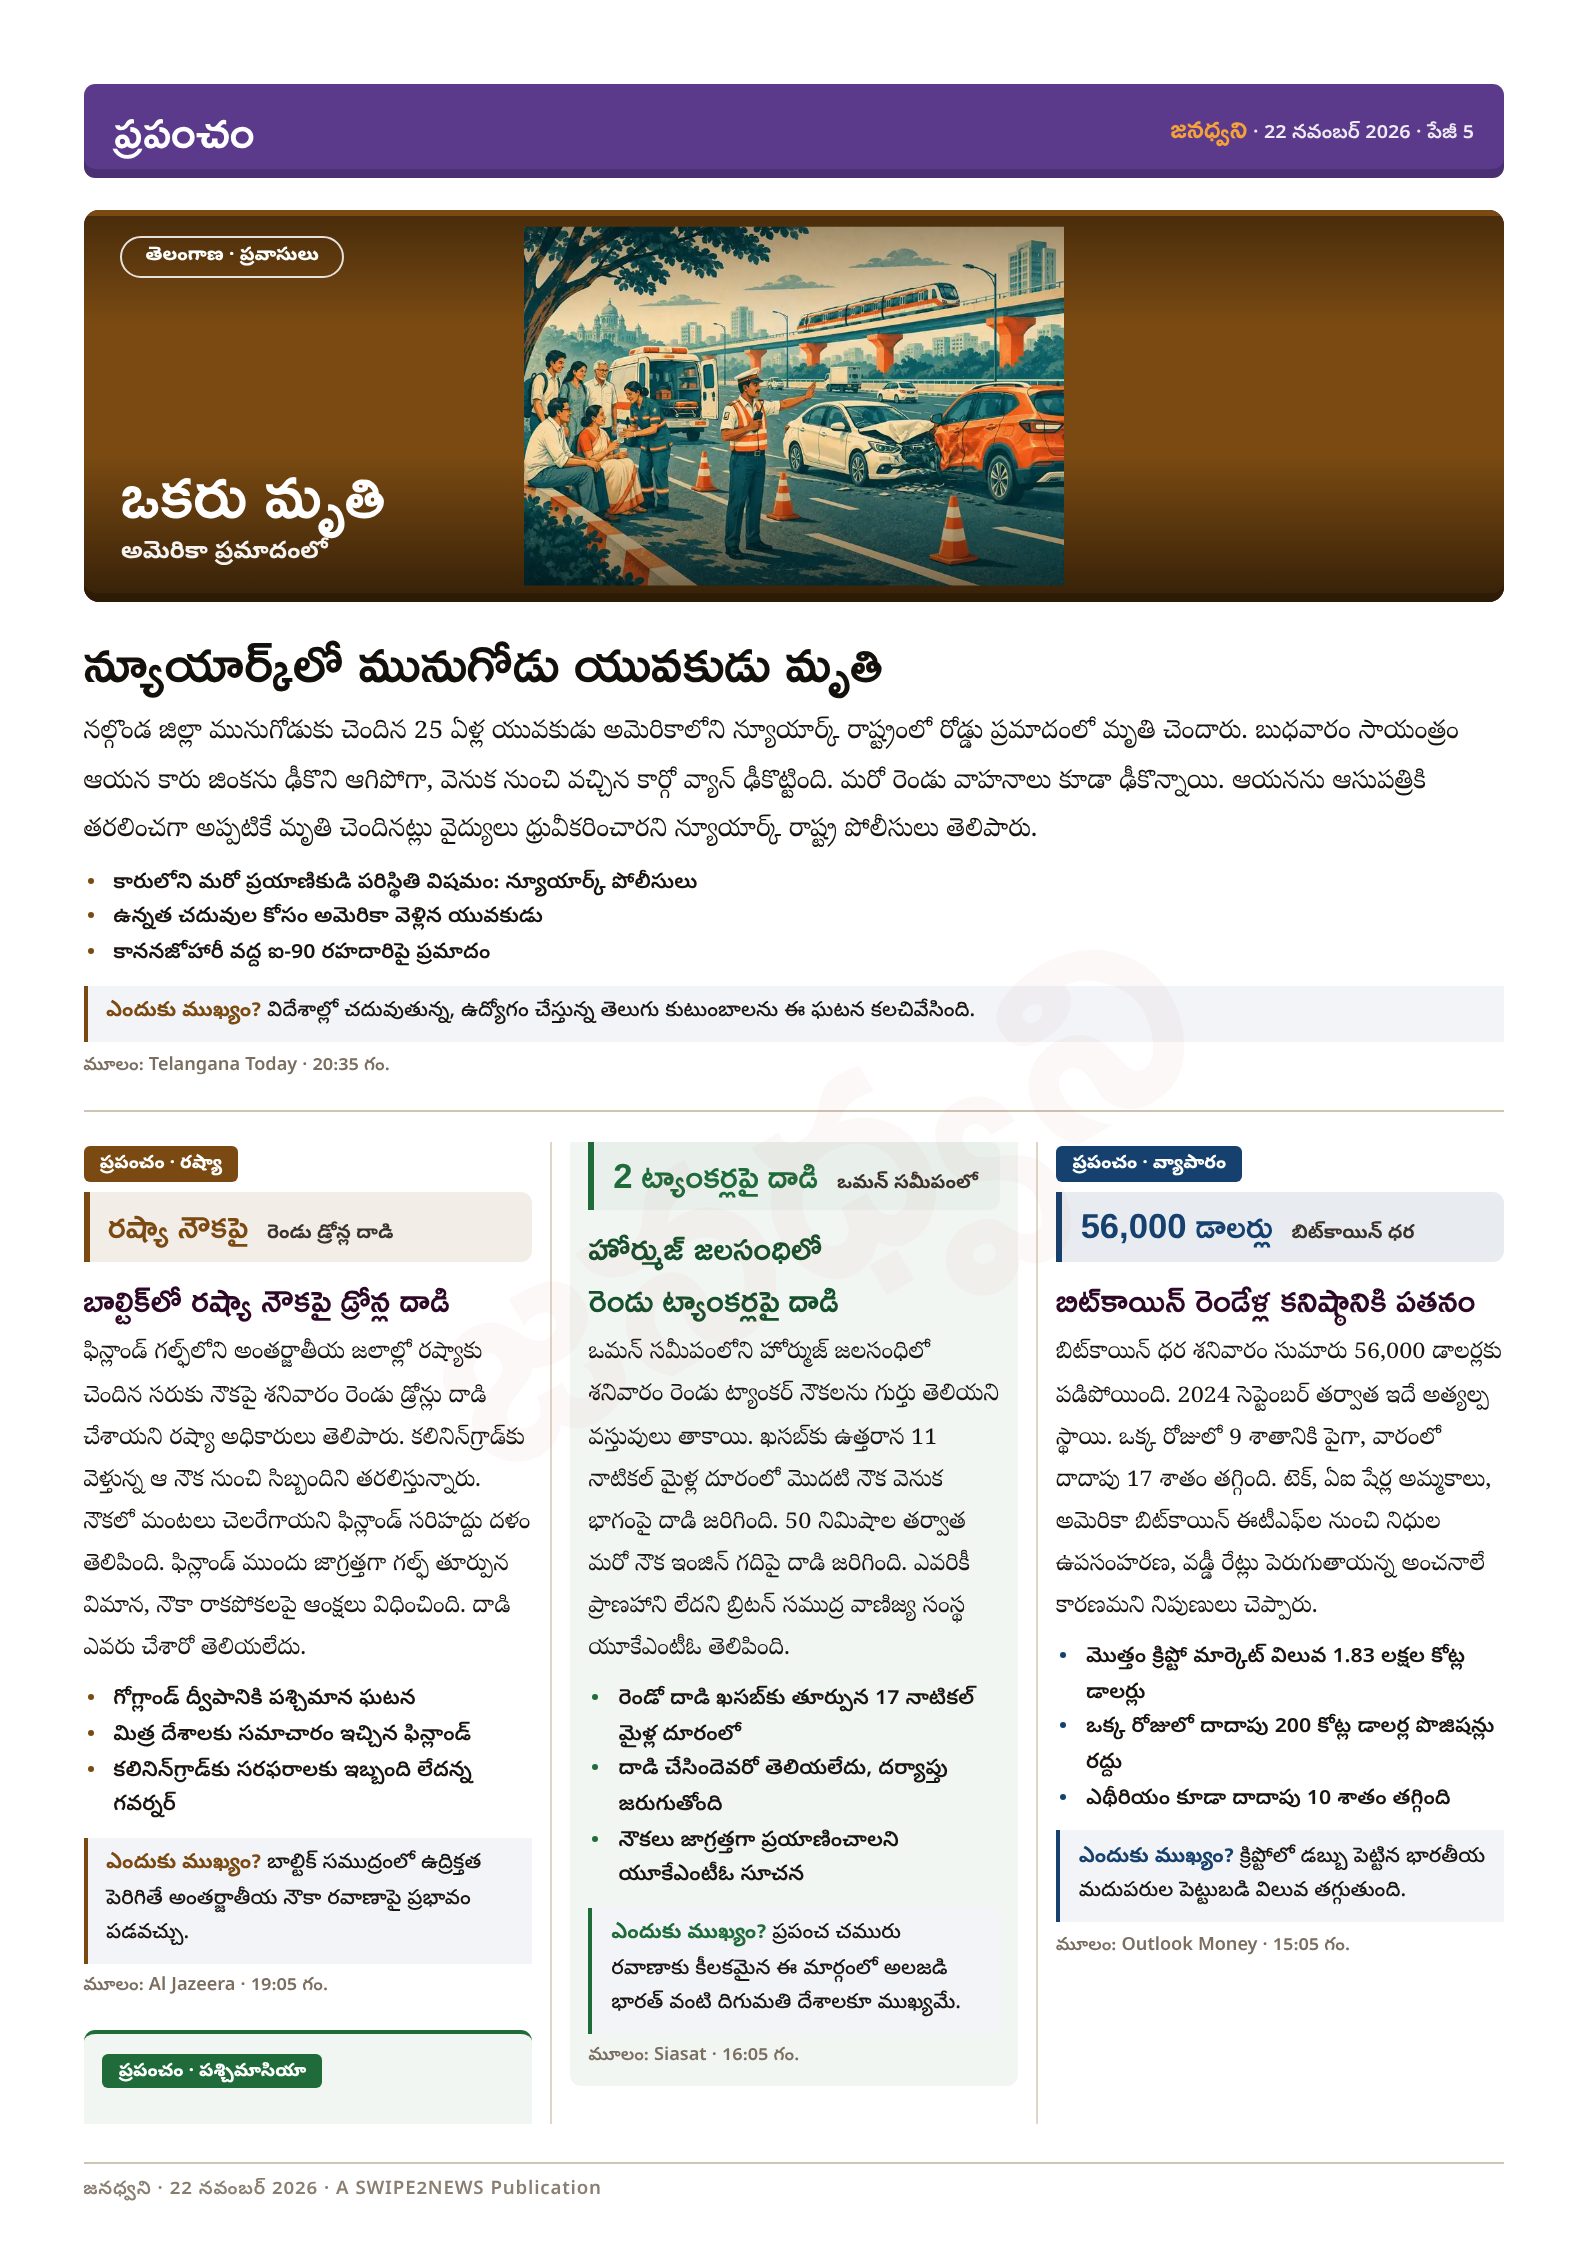 ప్రపంచం
జనధ్వని · 22 నవంబర్ 2026 · పేజీ 5
తెలంగాణ · ప్రవాసులు
ఒకరు మృతి
అమెరికా ప్రమాదంలో
న్యూయార్క్‌లో మునుగోడు యువకుడు మృతి
నల్గొండ జిల్లా మునుగోడుకు చెందిన 25 ఏళ్ల యువకుడు అమెరికాలోని న్యూయార్క్ రాష్ట్రంలో రోడ్డు ప్రమాదంలో మృతి చెందారు. బుధవారం సాయంత్రం
ఆయన కారు జింకను ఢీకొని ఆగిపోగా, వెనుక నుంచి వచ్చిన కార్గో వ్యాన్ ఢీకొట్టింది. మరో రెండు వాహనాలు కూడా ఢీకొన్నాయి. ఆయనను ఆసుపత్రికి
తరలించగా అప్పటికే మృతి చెందినట్లు వైద్యులు ధ్రువీకరించారని న్యూయార్క్ రాష్ట్ర పోలీసులు తెలిపారు.
• కారులోని మరో ప్రయాణికుడి పరిస్థితి విషమం: న్యూయార్క్ పోలీసులు
• ఉన్నత చదువుల కోసం అమెరికా వెళ్లిన యువకుడు
• కాననజోహారీ వద్ద ఐ-90 రహదారిపై ప్రమాదం
ఎందుకు ముఖ్యం? విదేశాల్లో చదువుతున్న, ఉద్యోగం చేస్తున్న తెలుగు కుటుంబాలను ఈ ఘటన కలచివేసింది.
మూలం: Telangana Today · 20:35 గం.
ప్రపంచం · రష్యా
రష్యా నౌకపై రెండు డ్రోన్ల దాడి
బాల్టిక్‌లో రష్యా నౌకపై డ్రోన్ల దాడి
ఫిన్లాండ్ గల్ఫ్‌లోని అంతర్జాతీయ జలాల్లో రష్యాకు
చెందిన సరుకు నౌకపై శనివారం రెండు డ్రోన్లు దాడి
చేశాయని రష్యా అధికారులు తెలిపారు. కలినిన్‌గ్రాడ్‌కు
వెళ్తున్న ఆ నౌక నుంచి సిబ్బందిని తరలిస్తున్నారు.
నౌకలో మంటలు చెలరేగాయని ఫిన్లాండ్ సరిహద్దు దళం
తెలిపింది. ఫిన్లాండ్ ముందు జాగ్రత్తగా గల్ఫ్ తూర్పున
విమాన, నౌకా రాకపోకలపై ఆంక్షలు విధించింది. దాడి
ఎవరు చేశారో తెలియలేదు.
• గోగ్లాండ్ ద్వీపానికి పశ్చిమాన ఘటన
• మిత్ర దేశాలకు సమాచారం ఇచ్చిన ఫిన్లాండ్
• కలినిన్‌గ్రాడ్‌కు సరఫరాలకు ఇబ్బంది లేదన్న
గవర్నర్
ఎందుకు ముఖ్యం? బాల్టిక్ సముద్రంలో ఉద్రిక్తత
పెరిగితే అంతర్జాతీయ నౌకా రవాణాపై ప్రభావం
పడవచ్చు.
మూలం: Al Jazeera · 19:05 గం.
ప్రపంచం · పశ్చిమాసియా
2 ట్యాంకర్లపై దాడి ఒమన్ సమీపంలో
హోర్ముజ్ జలసంధిలో
రెండు ట్యాంకర్లపై దాడి
ఒమన్ సమీపంలోని హోర్ముజ్ జలసంధిలో
శనివారం రెండు ట్యాంకర్ నౌకలను గుర్తు తెలియని
వస్తువులు తాకాయి. ఖసబ్‌కు ఉత్తరాన 11
నాటికల్ మైళ్ల దూరంలో మొదటి నౌక వెనుక
భాగంపై దాడి జరిగింది. 50 నిమిషాల తర్వాత
మరో నౌక ఇంజిన్ గదిపై దాడి జరిగింది. ఎవరికీ
ప్రాణహాని లేదని బ్రిటన్ సముద్ర వాణిజ్య సంస్థ
యూకేఎంటీఓ తెలిపింది.
• రెండో దాడి ఖసబ్‌కు తూర్పున 17 నాటికల్
మైళ్ల దూరంలో
• దాడి చేసిందెవరో తెలియలేదు, దర్యాప్తు
జరుగుతోంది
• నౌకలు జాగ్రత్తగా ప్రయాణించాలని
యూకేఎంటీఓ సూచన
ఎందుకు ముఖ్యం? ప్రపంచ చమురు
రవాణాకు కీలకమైన ఈ మార్గంలో అలజడి
భారత్ వంటి దిగుమతి దేశాలకూ ముఖ్యమే.
మూలం: Siasat · 16:05 గం.
ప్రపంచం · వ్యాపారం
56,000 డాలర్లు బిట్‌కాయిన్ ధర
బిట్‌కాయిన్ రెండేళ్ల కనిష్ఠానికి పతనం
బిట్‌కాయిన్ ధర శనివారం సుమారు 56,000 డాలర్లకు
పడిపోయింది. 2024 సెప్టెంబర్ తర్వాత ఇదే అత్యల్ప
స్థాయి. ఒక్క రోజులో 9 శాతానికి పైగా, వారంలో
దాదాపు 17 శాతం తగ్గింది. టెక్, ఏఐ షేర్ల అమ్మకాలు,
అమెరికా బిట్‌కాయిన్ ఈటీఎఫ్‌ల నుంచి నిధుల
ఉపసంహరణ, వడ్డీ రేట్లు పెరుగుతాయన్న అంచనాలే
కారణమని నిపుణులు చెప్పారు.
• మొత్తం క్రిప్టో మార్కెట్ విలువ 1.83 లక్షల కోట్ల
డాలర్లు
• ఒక్క రోజులో దాదాపు 200 కోట్ల డాలర్ల పొజిషన్లు
రద్దు
• ఎథీరియం కూడా దాదాపు 10 శాతం తగ్గింది
ఎందుకు ముఖ్యం? క్రిప్టోలో డబ్బు పెట్టిన భారతీయ
మదుపరుల పెట్టుబడి విలువ తగ్గుతుంది.
మూలం: Outlook Money · 15:05 గం.
జనధ్వని
జనధ్వని · 22 నవంబర్ 2026 · A SWIPE2NEWS Publication